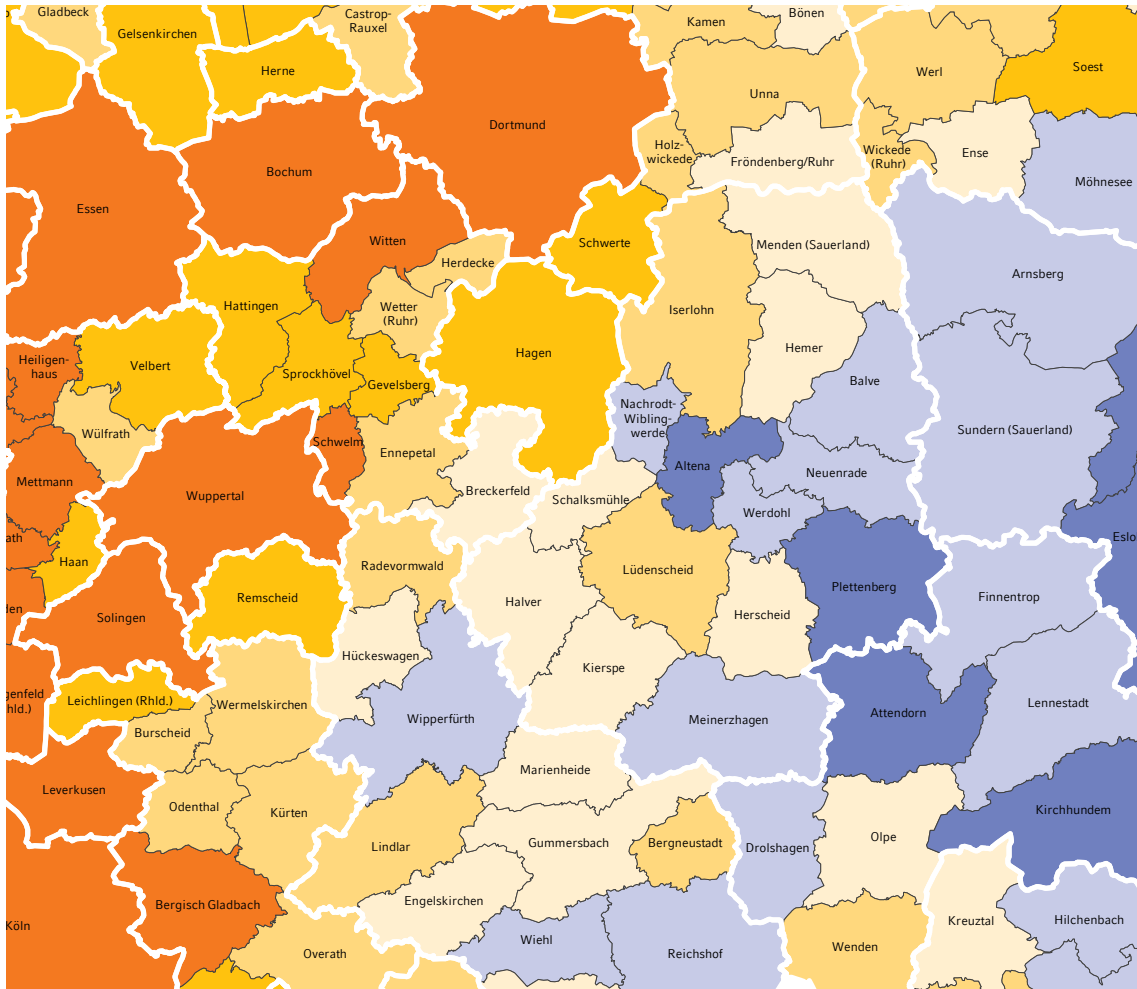 Gladbeck
Castrop-
Rauxel
Bönen
Kamen
Gelsenkirchen
Herne
Werl
Soest
Unna
Dortmund
Holz-
wickede
Fröndenberg/Ruhr
Wickede
(Ruhr)
Ense
Bochum
Möhnesee
Essen
Witten
Schwerte
Menden (Sauerland)
Herdecke
Arnsberg
Hattingen
Wetter
(Ruhr)
Iserlohn
Hagen
Hemer
Heiligen-
haus
Velbert
Sprockhövel
Gevelsberg
Balve
Nachrodt-
Wibling-
werde
Wülfrath
Schwelm
Ennepetal
Sundern (Sauerland)
Altena
Neuenrade
Mettmann
Wuppertal
Breckerfeld
Schalksmühle
Werdohl
ath
Eslo
Haan
Radevormwald
Lüdenscheid
Plettenberg
Remscheid
Finnentrop
den
Solingen
Halver
Herscheid
Hückeswagen
Kierspe
genfeld
hld.)
Leichlingen (Rhld.)
Wermelskirchen
Wipperfürth
Meinerzhagen
Attendorn
Lennestadt
Burscheid
Marienheide
Leverkusen
Odenthal
Kürten
Kirchhundem
Lindlar
Gummersbach
Bergneustadt
Drolshagen
Olpe
Bergisch Gladbach
Engelskirchen
Köln
Kreuztal
Hilchenbach
Wiehl
Overath
Reichshof
Wenden